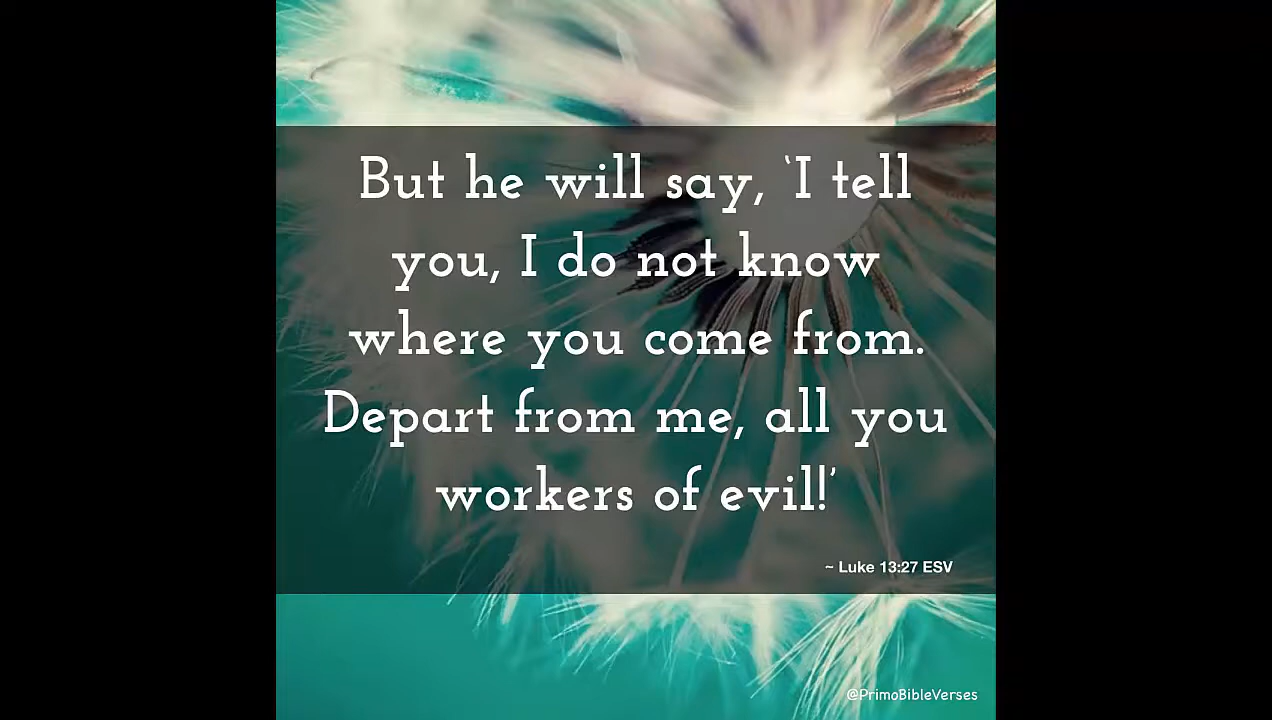 But he will say, ‘I tell
you, I do not know
where you come from.
Depart from me, all you
workers of evil!’
~ Luke 13:27 ESV
@PrimoBibleVerses